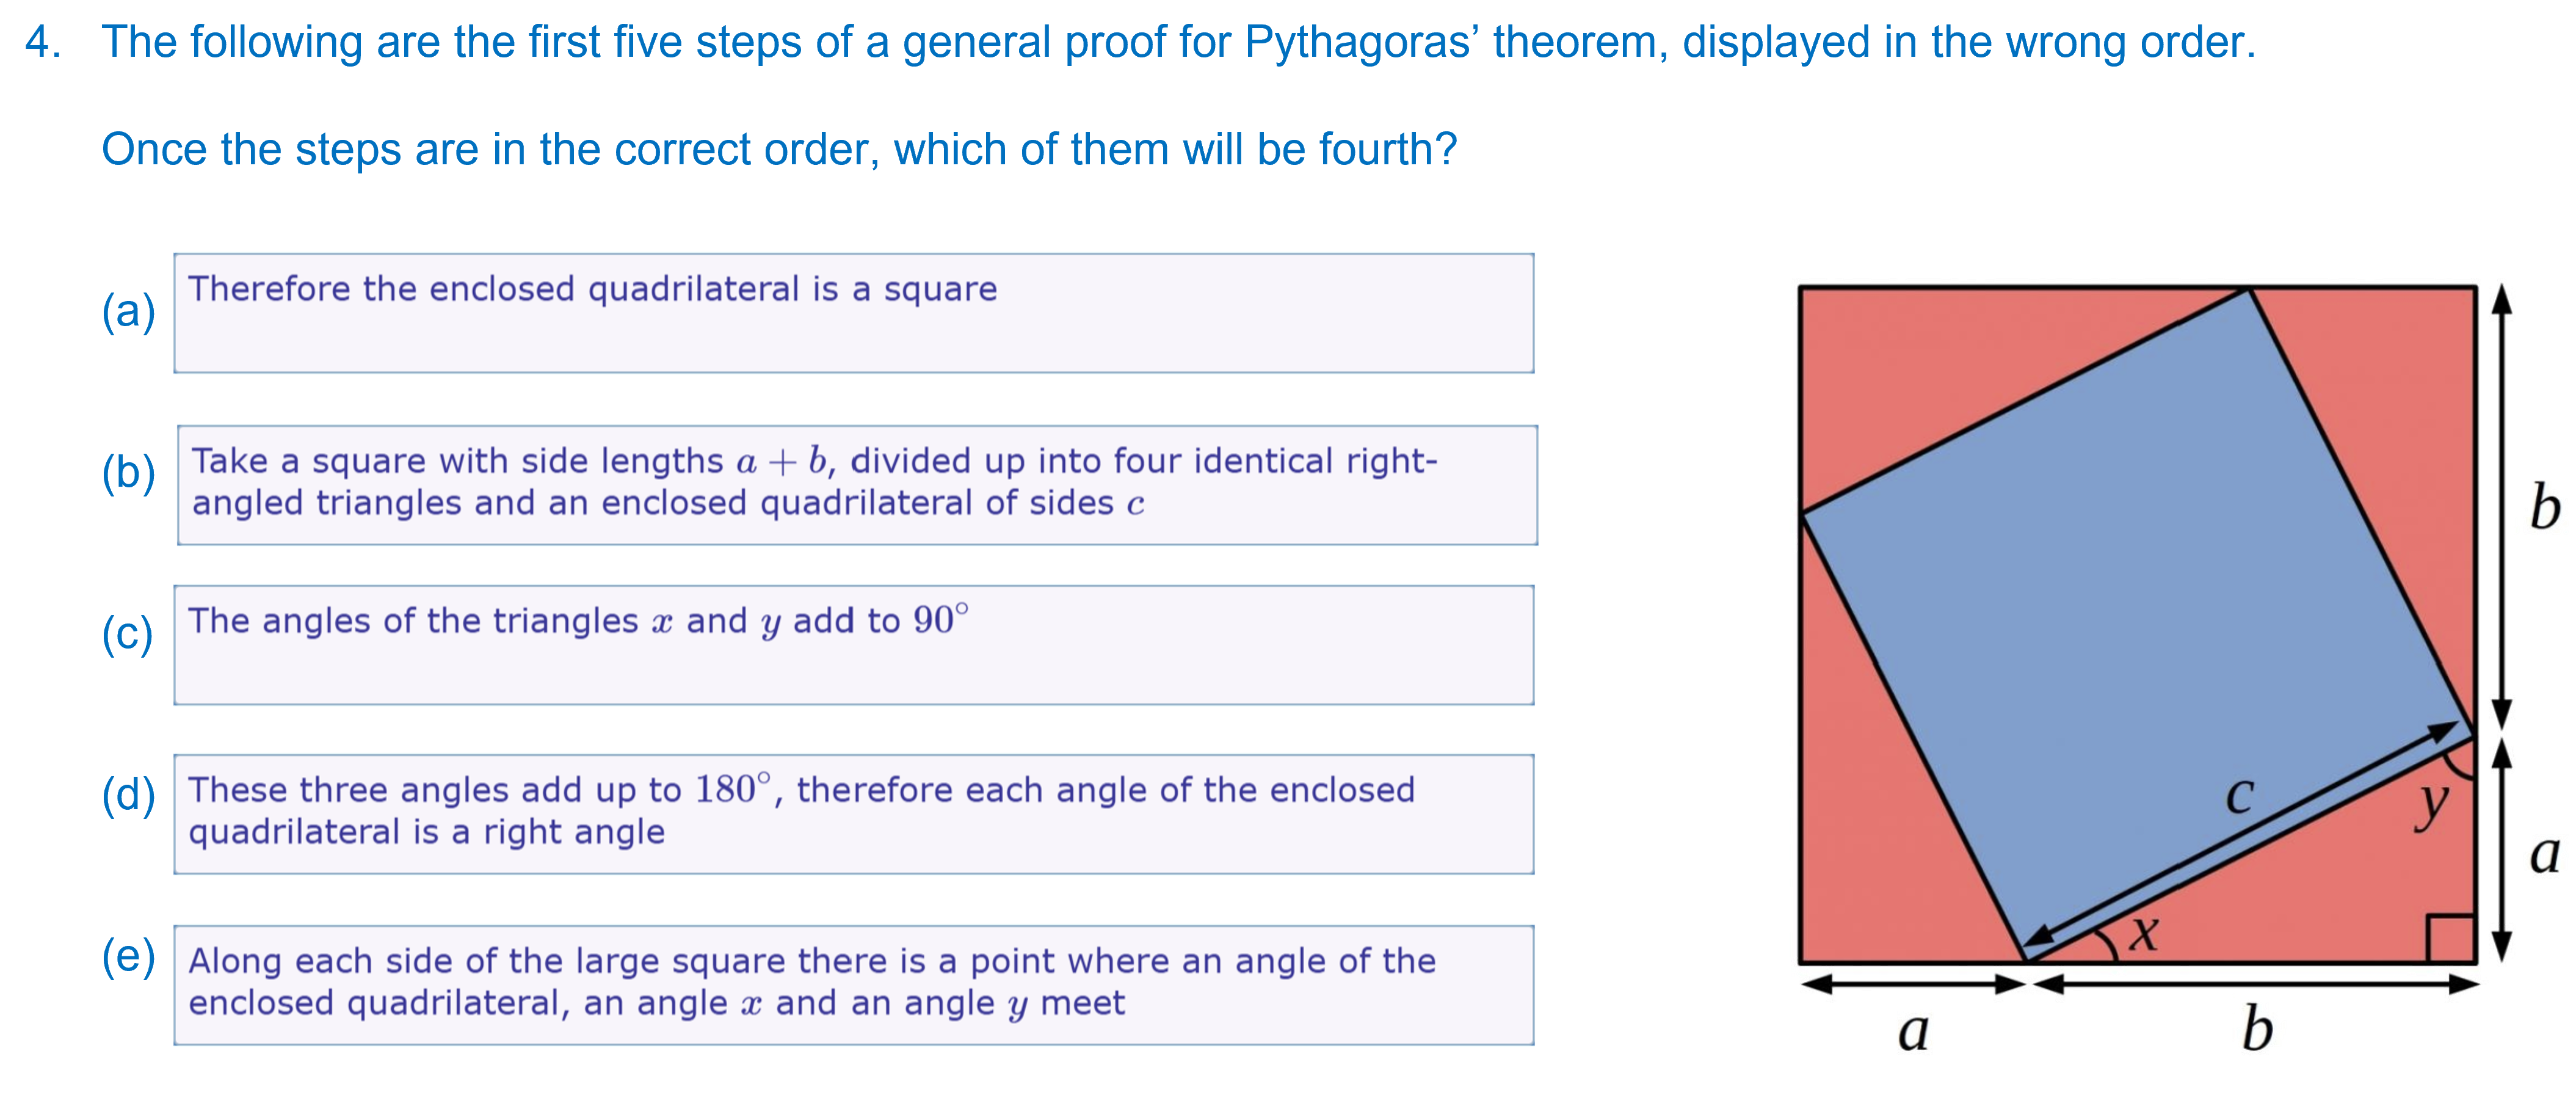 4. The following are the first five steps of a general proof for Pythagoras’ theorem, displayed in the wrong order.
Once the steps are in the correct order, which of them will be fourth?
(a) Therefore the enclosed quadrilateral is a square
(b) Take a square with side lengths a + b, divided up into four identical right-
angled triangles and an enclosed quadrilateral of sides c
(c) The angles of the triangles x and y add to 90°
(d) These three angles add up to 180°, therefore each angle of the enclosed
quadrilateral is a right angle
(e) Along each side of the large square there is a point where an angle of the
enclosed quadrilateral, an angle x and an angle y meet
b
c
y
a
x
a
b